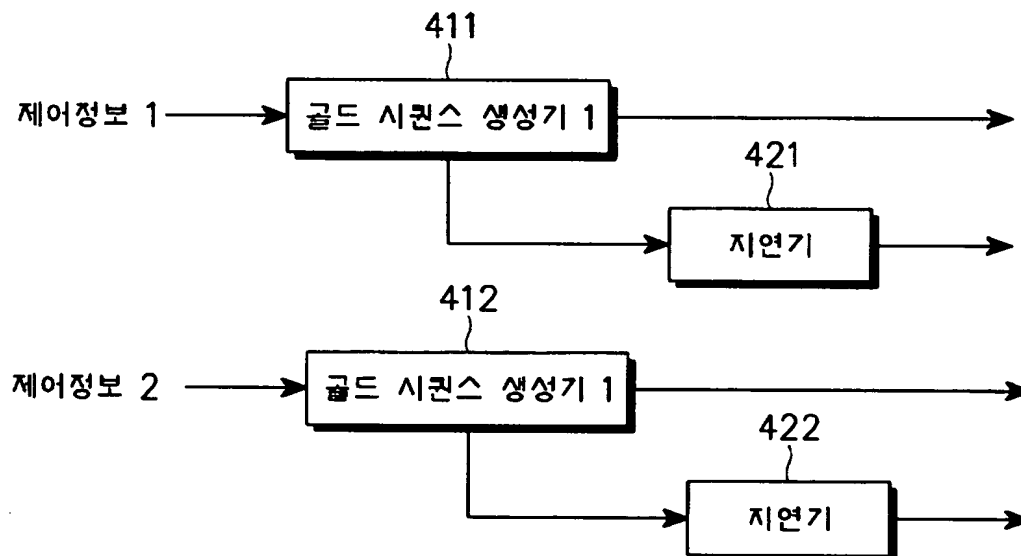 411
제어정보 1
골드 시퀀스 생성기 1
421
지연기
412
제어정보 2
골드 시퀀스 생성기 1
422
지연기